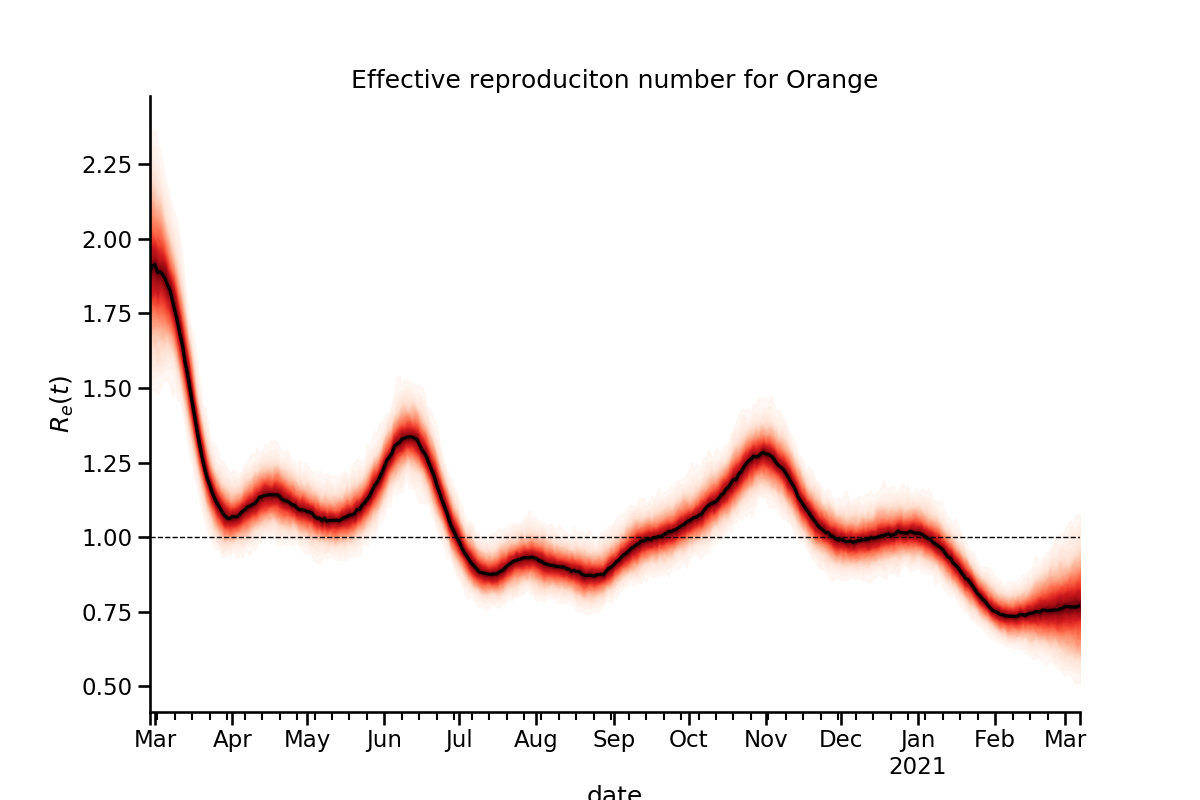 Effective reproduciton number for Orange
2.25
2.00
1.75
1.50
1.25
1.00
0.75
0.50
Rₑ(t)
Mar Apr May Jun Jul Aug Sep Oct Nov Dec Jan Feb Mar
2021
date